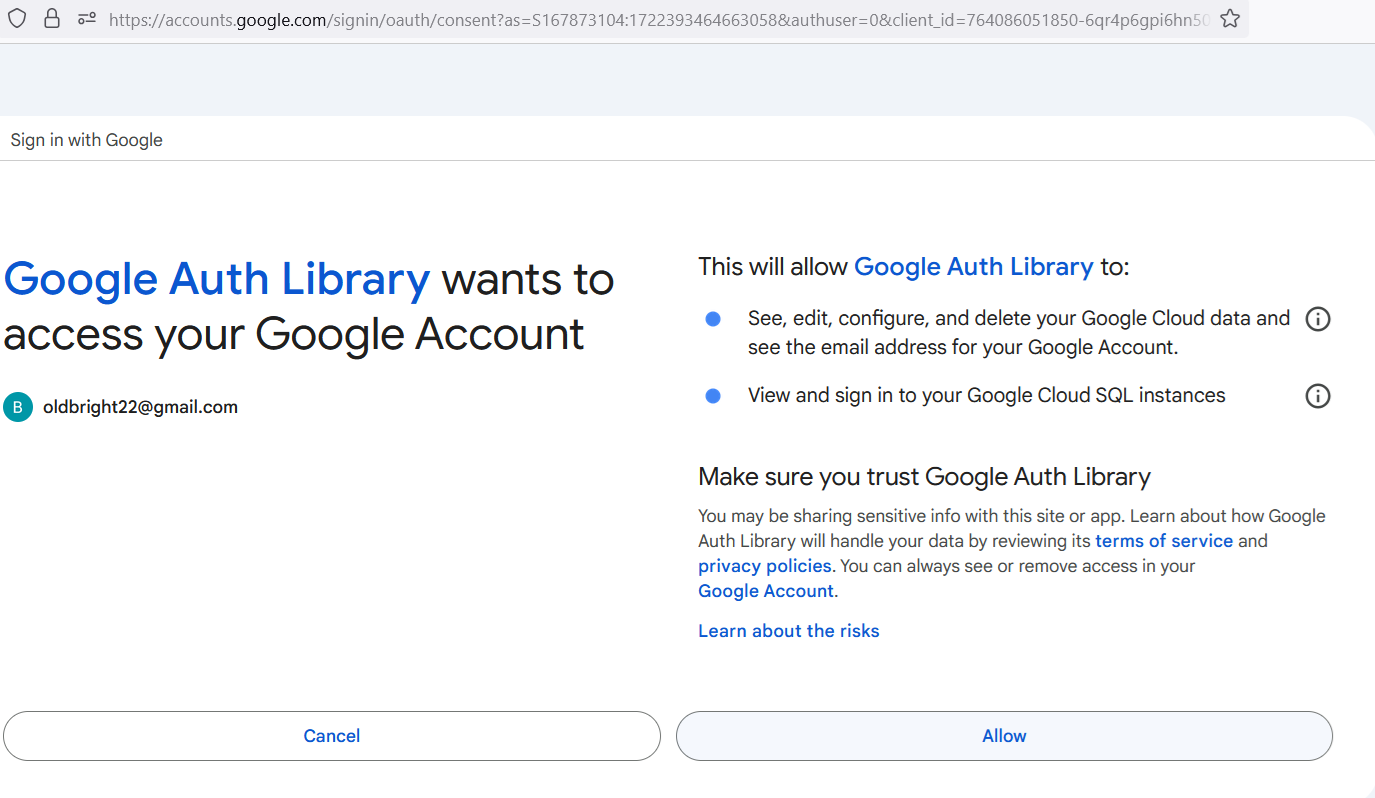 https://accounts.google.com/signin/oauth/consent?as=S167873104:1722393464663058&authuser=0&client_id=764086051850-6qr4p6gpi6hn50
Sign in with Google
Google Auth Library wants to
access your Google Account
B oldbright22@gmail.com
This will allow Google Auth Library to:
See, edit, configure, and delete your Google Cloud data and
see the email address for your Google Account.
View and sign in to your Google Cloud SQL instances
Make sure you trust Google Auth Library
You may be sharing sensitive info with this site or app. Learn about how Google
Auth Library will handle your data by reviewing its terms of service and
privacy policies. You can always see or remove access in your
Google Account.
Learn about the risks
Cancel
Allow